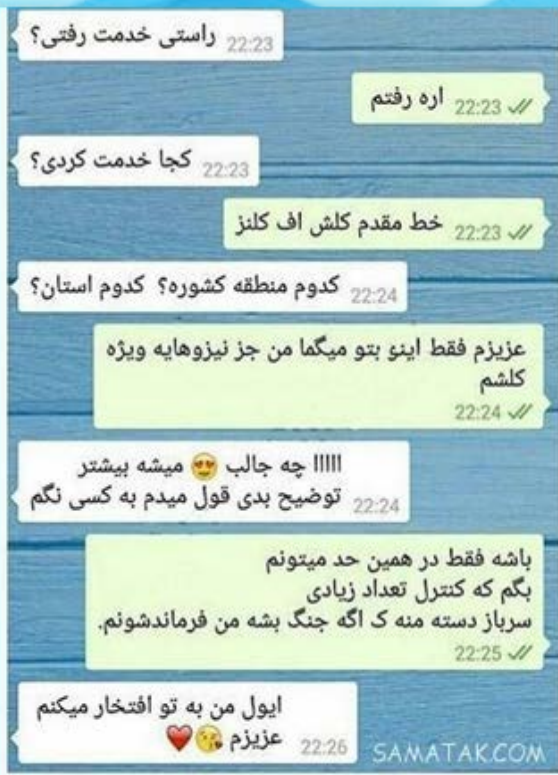 راستی خدمت رفتی؟ 22:23
اره رفتم 22:23
کجا خدمت کردی؟ 22:23
خط مقدم کلش اف کلنز 22:23
کدوم منطقه کشوره؟ کدوم استان؟ 22:24
عزیزم فقط اینئ بتو میگما من جز نیزوهایه ویژه
کلشم
22:24
ااااا چه جالب 😍 میشه بیشتر
توضیح بدی قول میدم به کسی نگم 22:24
باشه فقط در همین حد میتونم
بگم که کنترل تعداد زیادی
سرباز دسته منه ک اگه جنگ بشه من فرماندشونم.
22:25
ایول من به تو افتخار میکنم
عزیزم 😘❤️ 22:26
SAMATAK.COM